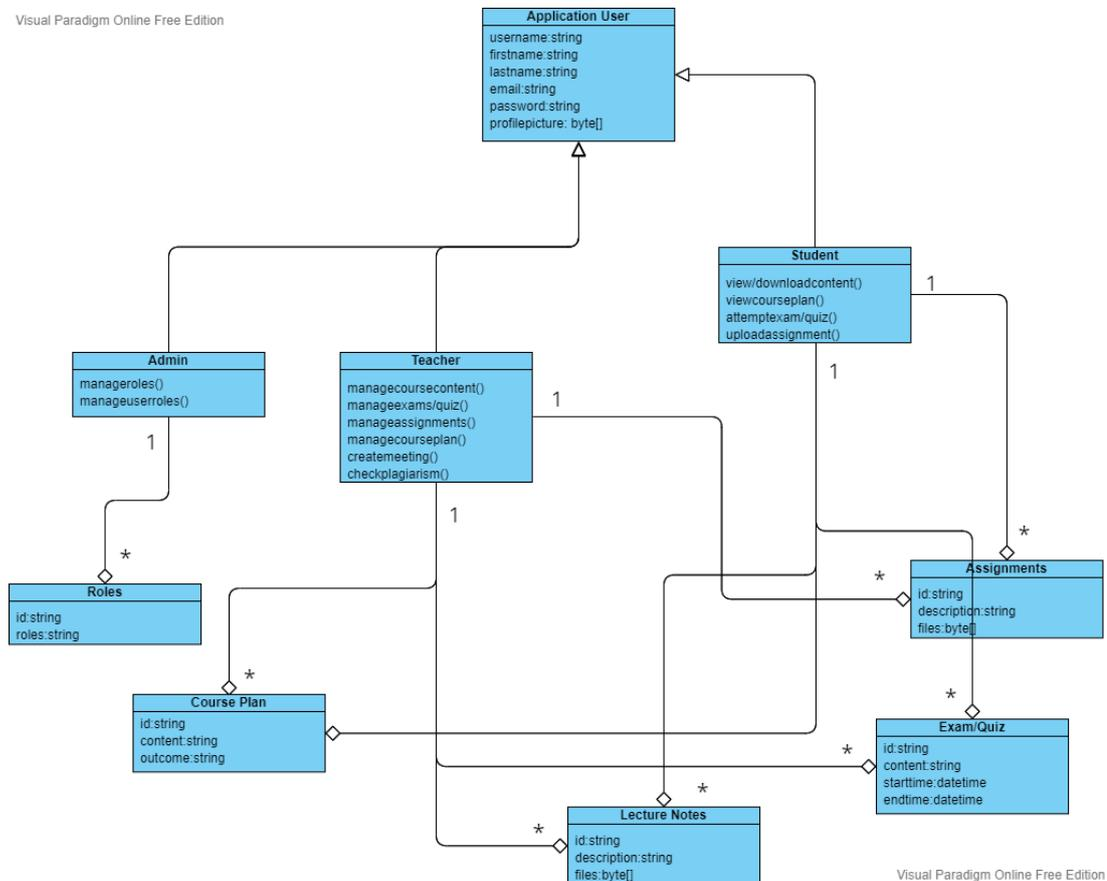 Visual Paradigm Online Free Edition
Application User
username:string
firstname:string
lastname:string
email:string
password:string
profilepicture: byte[]
Student
view/downloadcontent()
viewcourseplan()
attemptexam/quiz()
uploadassignment()
1
1
Admin
manageroles()
manageuserroles()
1
Teacher
managecoursecontent()
manageexams/quiz()
manageassignments()
managecourseplan()
createmeeting()
checkplagiarism()
1
1
*
Roles
id:string
roles:string
*
*
Assignments
id:string
description:string
files:byte[]
*
Course Plan
id:string
content:string
outcome:string
*
*
Exam/Quiz
id:string
content:string
starttime:datetime
endtime:datetime
*
*
Lecture Notes
id:string
description:string
files:byte[]
Visual Paradigm Online Free Edition